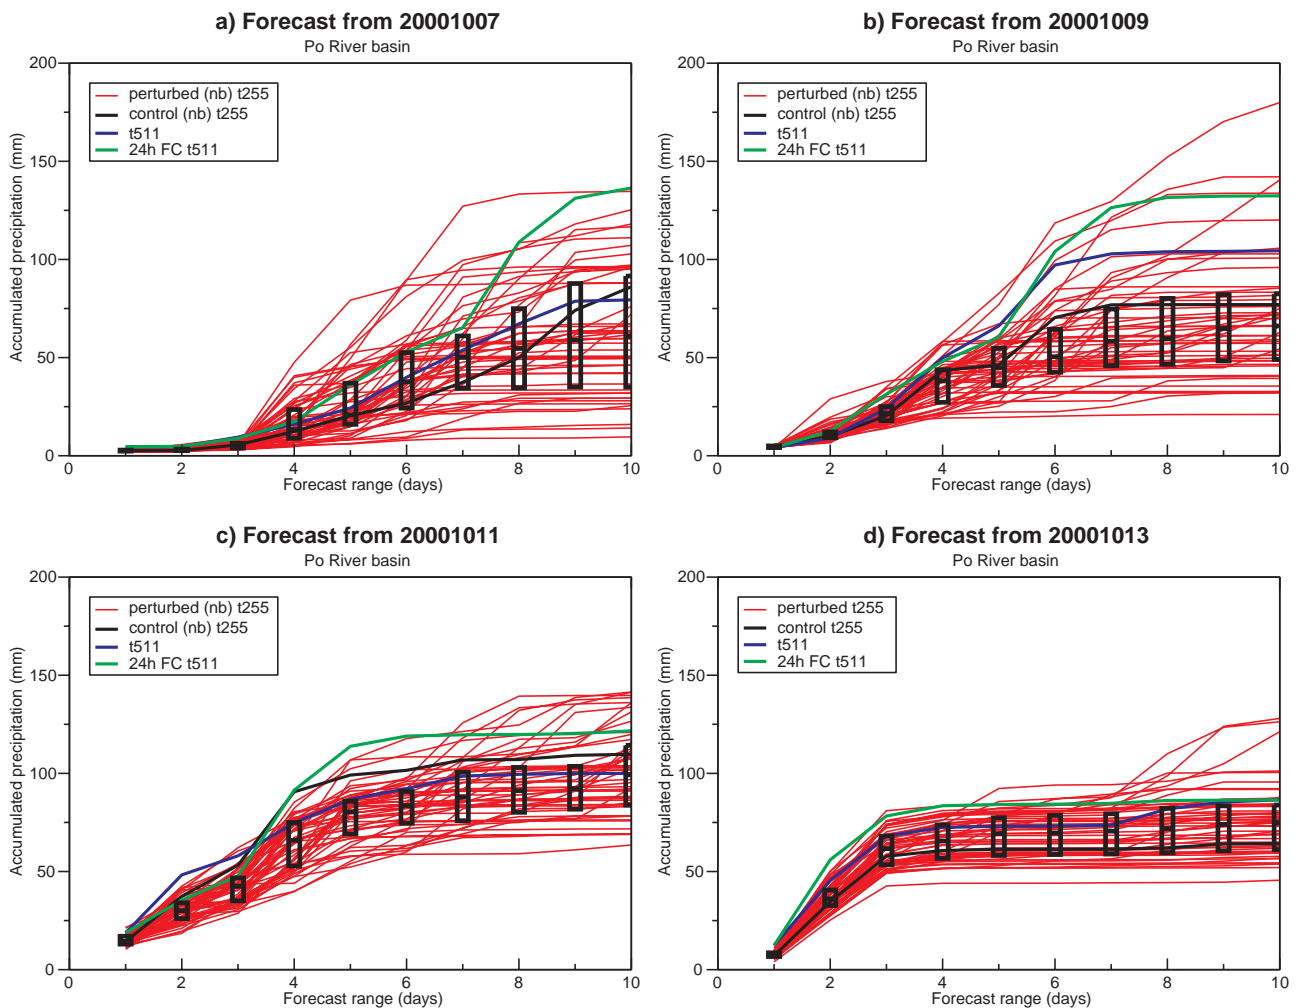 a) Forecast from 20001007
Po River basin
200
150
100
50
0
Accumulated precipitation (mm)
perturbed (nb) t255
control (nb) t255
t511
24h FC t511
0 2 4 6 8 10
Forecast range (days)
b) Forecast from 20001009
Po River basin
200
150
100
50
0
Accumulated precipitation (mm)
perturbed (nb) t255
control (nb) t255
t511
24h FC t511
0 2 4 6 8 10
Forecast range (days)
c) Forecast from 20001011
Po River basin
200
150
100
50
0
Accumulated precipitation (mm)
perturbed (nb) t255
control (nb) t255
t511
24h FC t511
0 2 4 6 8 10
Forecast range (days)
d) Forecast from 20001013
Po River basin
200
150
100
50
0
Accumulated precipitation (mm)
perturbed t255
control t255
t511
24h FC t511
0 2 4 6 8 10
Forecast range (days)